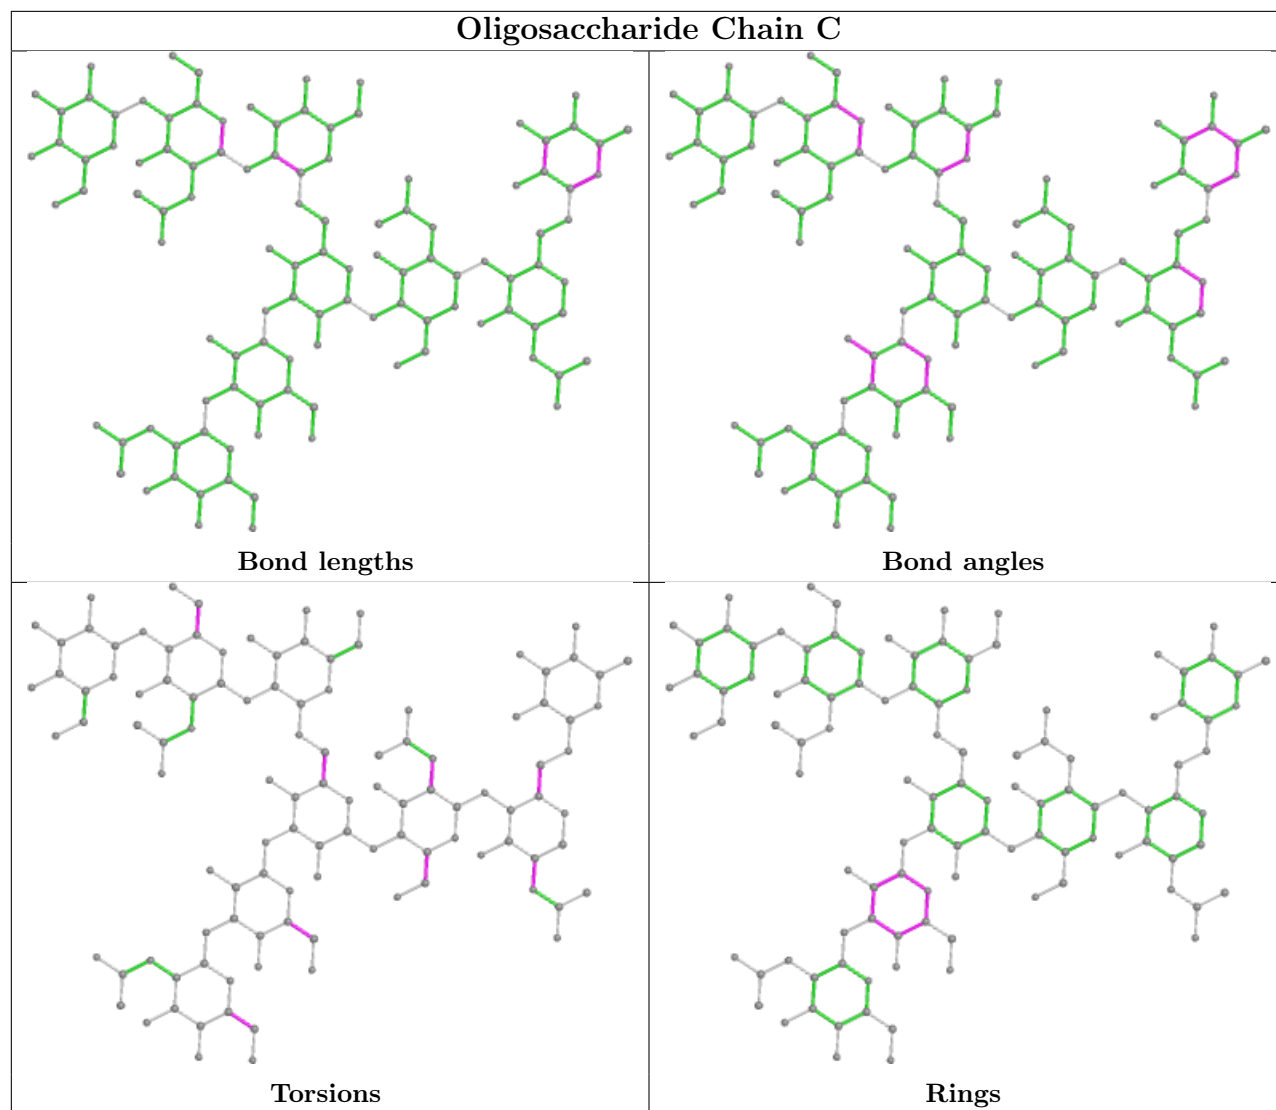 Oligosaccharide Chain C
Bond lengths
Bond angles
Torsions
Rings